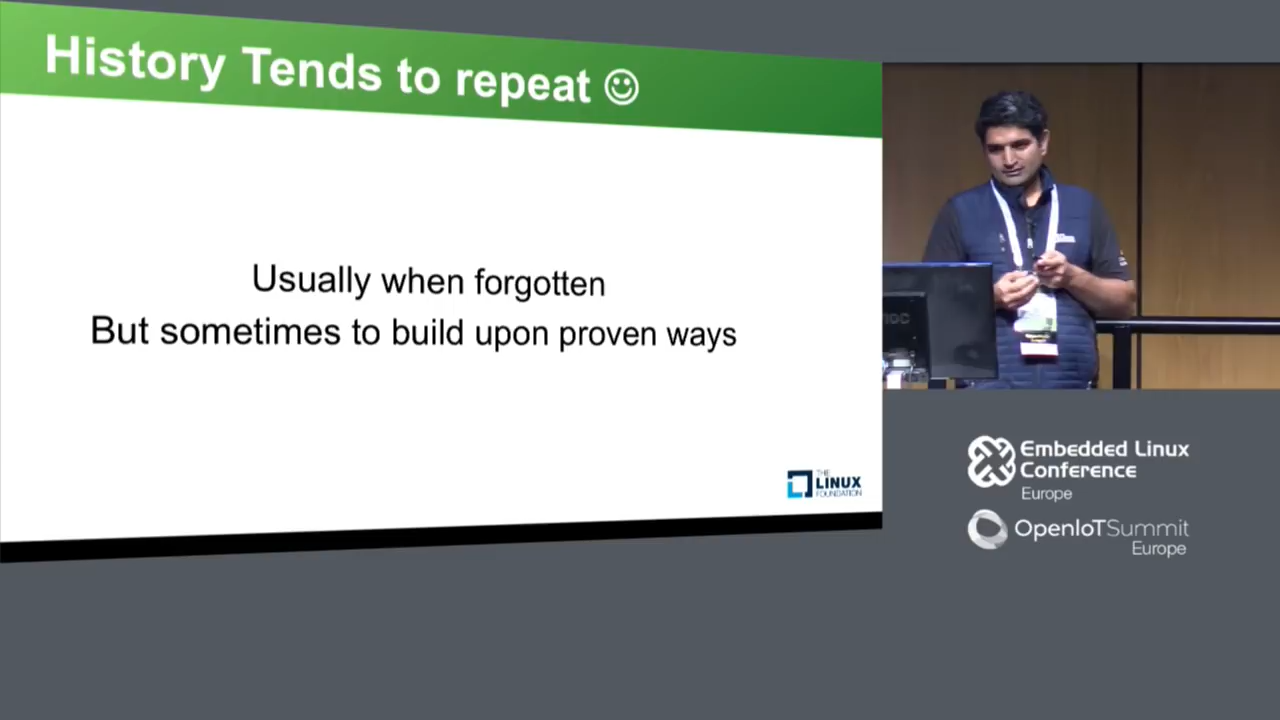 History Tends to repeat ☺
Usually when forgotten
But sometimes to build upon proven ways
THE
LINUX
FOUNDATION
Embedded Linux
Conference
Europe
OpenIoTSummit
Europe